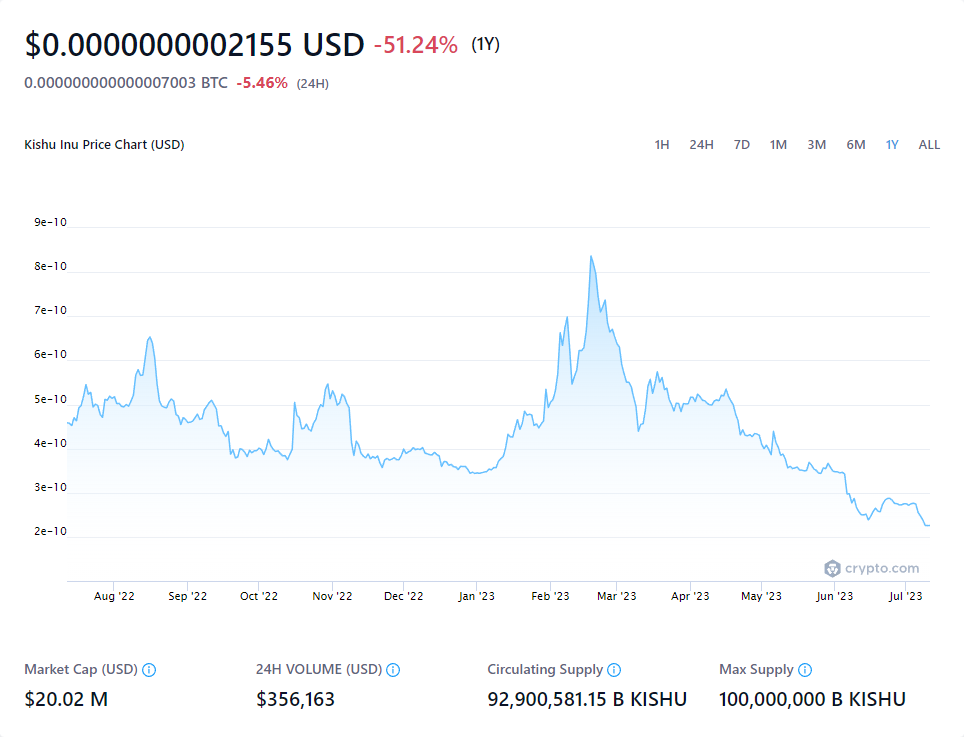 $0.0000000002155 USD -51.24% (1Y)
0.000000000000007003 BTC -5.46% (24H)
Kishu Inu Price Chart (USD) 1H 24H 7D 1M 3M 6M 1Y ALL
9e-10
8e-10
7e-10
6e-10
5e-10
4e-10
3e-10
2e-10
crypto.com
Aug '22 Sep '22 Oct '22 Nov '22 Dec '22 Jan '23 Feb '23 Mar '23 Apr '23 May '23 Jun '23 Jul '23
Market Cap (USD) 24H VOLUME (USD) Circulating Supply Max Supply
$20.02 M $356,163 92,900,581.15 B KISHU 100,000,000 B KISHU